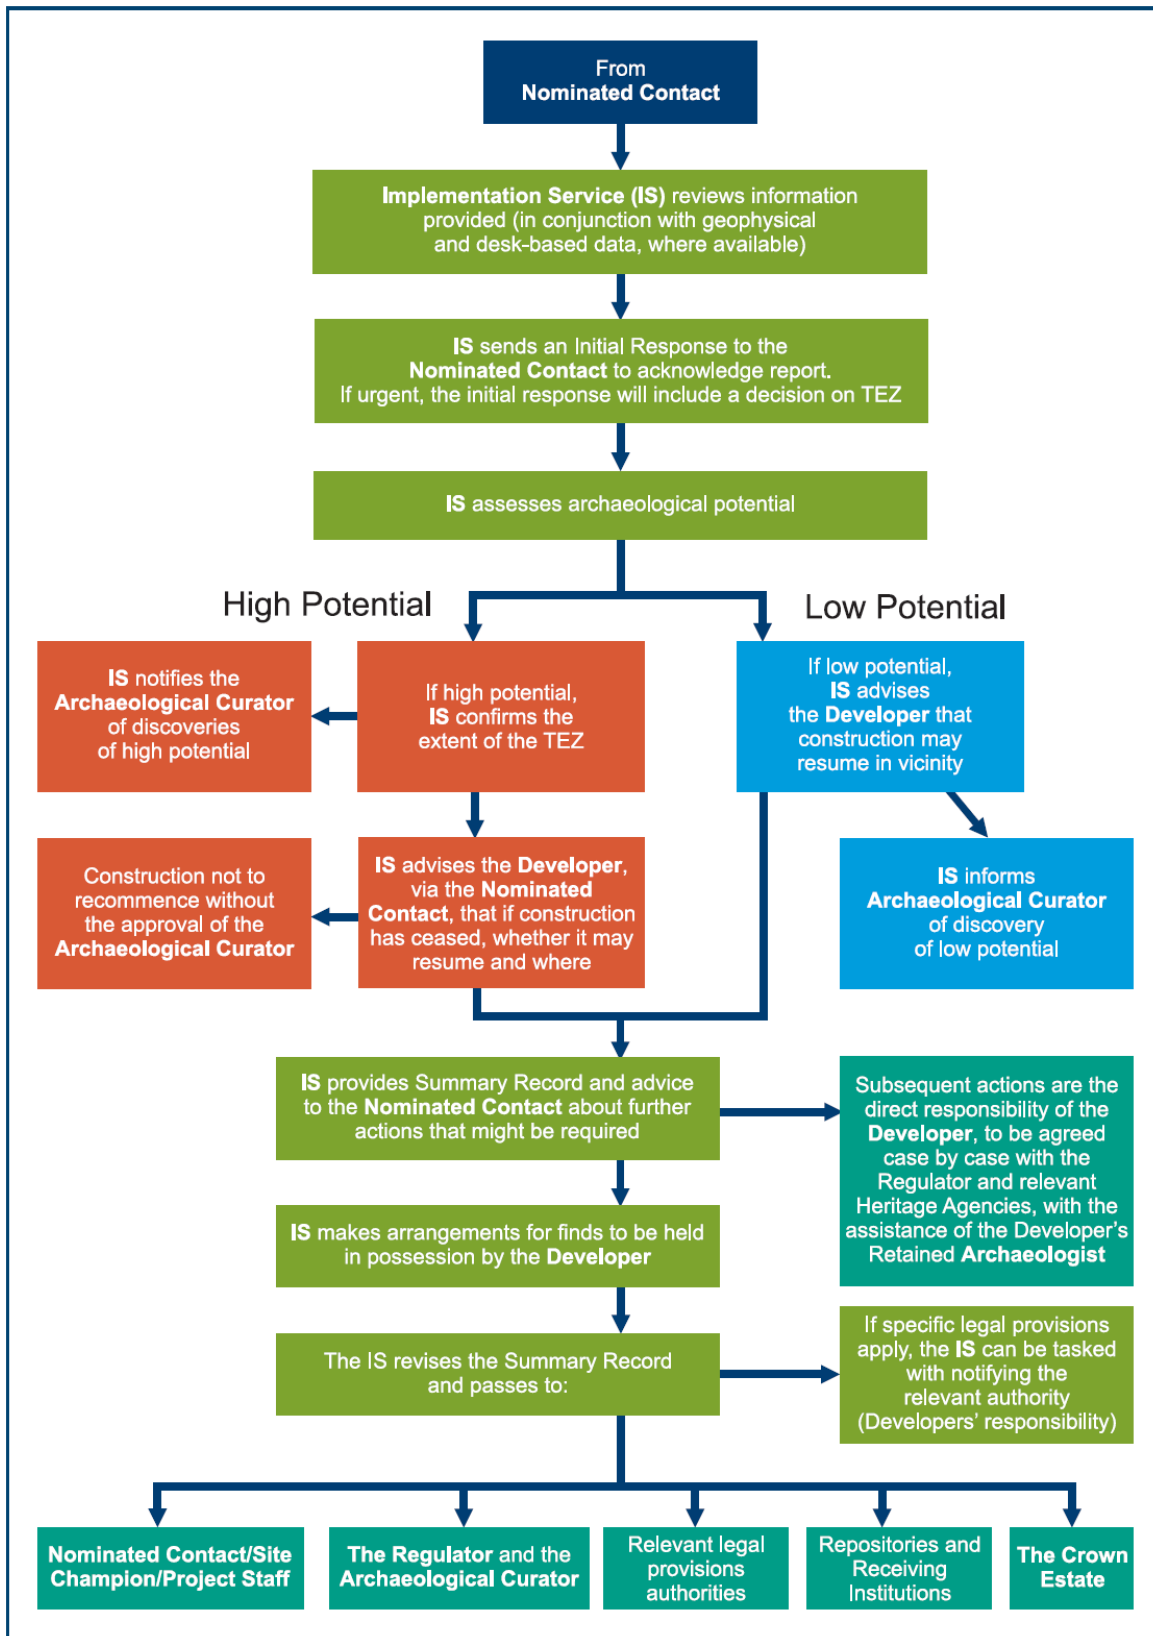 From
Nominated Contact
Implementation Service (IS) reviews information
provided (in conjunction with geophysical
and desk-based data, where available)
IS sends an Initial Response to the
Nominated Contact to acknowledge report.
If urgent, the initial response will include a decision on TEZ
IS assesses archaeological potential
High Potential
Low Potential
IS notifies the
Archaeological Curator
of discoveries
of high potential
If high potential,
IS confirms the
extent of the TEZ
If low potential,
IS advises
the Developer that
construction may
resume in vicinity
Construction not to
recommence without
the approval of the
Archaeological Curator
IS advises the Developer,
via the Nominated
Contact, that if construction
has ceased, whether it may
resume and where
IS informs
Archaeological Curator
of discovery
of low potential
IS provides Summary Record and advice
to the Nominated Contact about further
actions that might be required
Subsequent actions are the
direct responsibility of the
Developer, to be agreed
case by case with the
Regulator and relevant
Heritage Agencies, with the
assistance of the Developer's
Retained Archaeologist
IS makes arrangements for finds to be held
in possession by the Developer
The IS revises the Summary Record
and passes to:
If specific legal provisions
apply, the IS can be tasked
with notifying the
relevant authority
(Developers' responsibility)
Nominated Contact/Site
Champion/Project Staff
The Regulator and the
Archaeological Curator
Relevant legal
provisions
authorities
Repositories and
Receiving
Institutions
The Crown
Estate